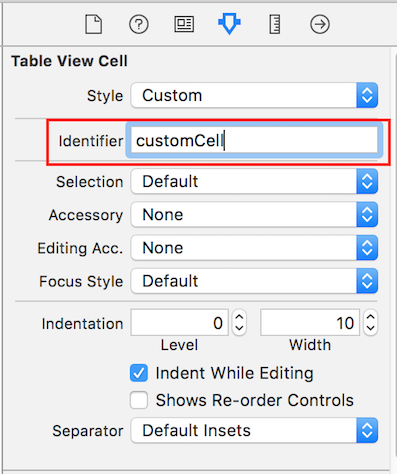 Table View Cell
Style Custom
Identifier customCell
Selection Default
Accessory None
Editing Acc. None
Focus Style Default
Indentation 0 10
Level Width
Indent While Editing
Shows Re-order Controls
Separator Default Insets